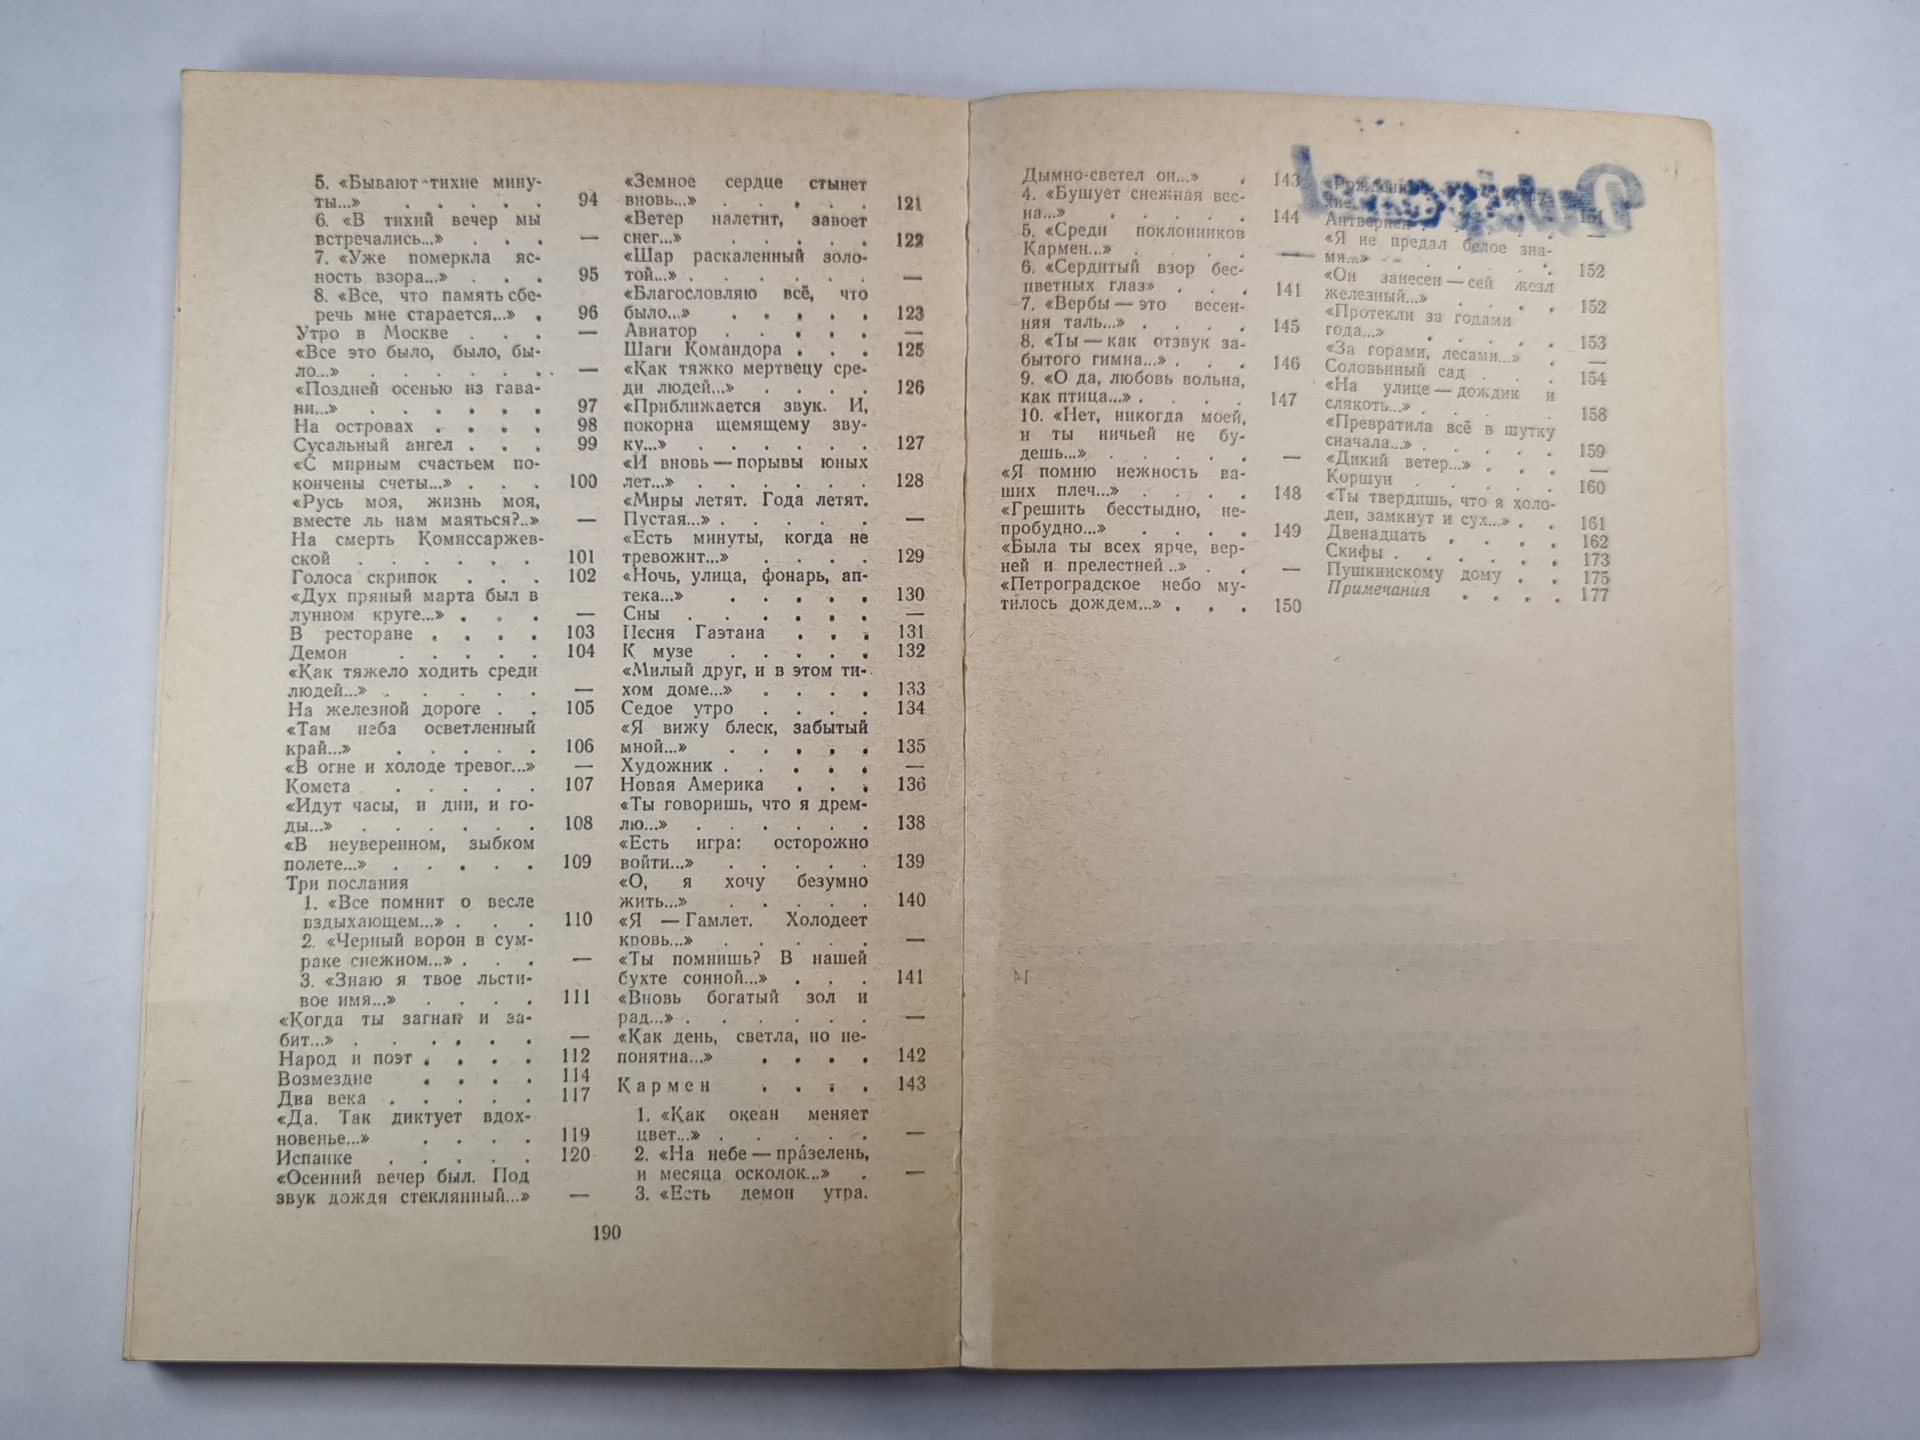 5. «Бывают тихие мину-
ты...» . . . . . 94
6. «В тихий вечер мы
встречались...» . . . —
7. «Уже померкла яс-
ность взора...» . . . 95
8. «Все, что память сбе-
речь мне старается...» . 96
Утро в Москве . . . —
«Все это было, было, бы-
ло...» . . . . . . —
«Поздней осенью из гава-
ни...» . . . . . . 97
На островах . . . . 98
Сусальный ангел . . . 99
«С мирным счастьем по-
кончены счеты...» . . . 100
«Русь моя, жизнь моя,
вместе ль нам маяться?..» —
На смерть Комиссаржев-
ской . . . . . . 101
Голоса скрипок . . . 102
«Дух пряный марта был в
лунном круге...» . . . —
В ресторане . . . . 103
Демон . . . . . 104
«Как тяжело ходить среди
людей...» . . . . . —
На железной дороге . . 105
«Там неба осветленный
край...» . . . . . 106
«В огне и холоде тревог...» —
Комета . . . . . 107
«Идут часы, и дни, и го-
ды...» . . . . . . 108
«В неуверенном, зыбком
полете...» . . . . . 109
Три послания
1. «Все помнит о весле
вздыхающем...» . . . 110
2. «Черный ворон в сум-
раке снежном...» . . . —
3. «Знаю я твое льсти-
вое имя...» . . . . 111
«Когда ты загнан и за-
бит...» . . . . . . —
Народ и поэт . . . . 112
Возмездие . . . . 114
Два века . . . . . 117
«Да. Так диктует вдох-
новенье...» . . . . 119
Испанке . . . . . 120
«Осенний вечер был. Под
звук дождя стеклянный...» —
«Земное сердце стынет
вновь...» . . . . . 121
«Ветер налетит, завоет
снег...» . . . . . 122
«Шар раскаленный золо-
той...» . . . . . . —
«Благословляю всё, что
было...» . . . . . 123
Авиатор . . . . . —
Шаги Командора . . . 125
«Как тяжко мертвецу сре-
ди людей...» . . . . 126
«Приближается звук. И,
покорна щемящему зву-
ку...» . . . . . . 127
«И вновь — порывы юных
лет...» . . . . . . 128
«Миры летят. Года летят.
Пустая...» . . . . . —
«Есть минуты, когда не
тревожит...» . . . . 129
«Ночь, улица, фонарь, ап-
тека...» . . . . . 130
Сны . . . . . . —
Песня Гаэтана . . . 131
К музе . . . . . 132
«Милый друг, и в этом ти-
хом доме...» . . . . 133
Седое утро . . . . 134
«Я вижу блеск, забытый
мной...» . . . . . 135
Художник . . . . . —
Новая Америка . . . 136
«Ты говоришь, что я дрем-
лю...» . . . . . . 138
«Есть игра: осторожно
войти...» . . . . . 139
«О, я хочу безумно
жить...» . . . . . 140
«Я — Гамлет. Холодеет
кровь...» . . . . . —
«Ты помнишь? В нашей
бухте сонной...» . . . 141
«Вновь богатый зол и
рад...» . . . . . . —
«Как день, светла, но не-
понятна...» . . . . 142
Кармен . . . . 143
1. «Как океан меняет
цвет...» . . . . . —
2. «На небе — прáзелень,
и месяца осколок...» . —
3. «Есть демон утра.
190
Дымно-светел он...» . 143
4. «Бушует снежная вес-
на...» . . . . . 144
5. «Среди поклонников
Кармен...» . . . . —
6. «Сердитый взор бес-
цветных глаз» . . . 141
7. «Вербы — это весен-
няя таль...» . . . . 145
8. «Ты — как отзвук за-
бытого гимна...» . . . 146
9. «О да, любовь вольна,
как птица...» . . . . 147
10. «Нет, никогда моей,
и ты ничьей не бу-
дешь...» . . . . . —
«Я помню нежность ва-
ших плеч...» . . . . 148
«Грешить бесстыдно, не-
пробудно...» . . . . 149
«Была ты всех ярче, вер-
ней и прелестней..» . . —
«Петроградское небо му-
тилось дождем...» . . . 150
Антверпен . . . . . —
«Я не предал белое зна-
мя...» . . . . . 152
«Он занесен — сей жезл
железный...» . . . . 152
«Протекли за годами
года...» . . . . . 153
«За горами, лесами...» . —
Соловьиный сад . . . 154
«На улице — дождик и
слякоть...» . . . . 158
«Превратила всё в шутку
сначала...» . . . . 159
«Дикий ветер...» . . . —
Коршун . . . . . 160
«Ты твердишь, что я холо-
ден, замкнут и сух...» . . 161
Двенадцать . . . . 162
Скифы . . . . . 173
Пушкинскому дому . . 175
Примечания . . . . 177